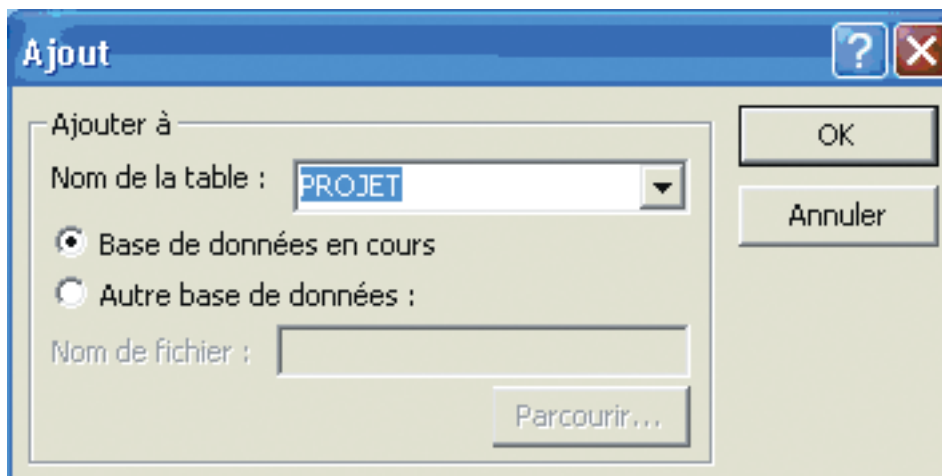 Ajout
Ajouter à
Nom de la table : PROJET
Base de données en cours
Autre base de données :
Nom de fichier :
Parcourir...
OK
Annuler